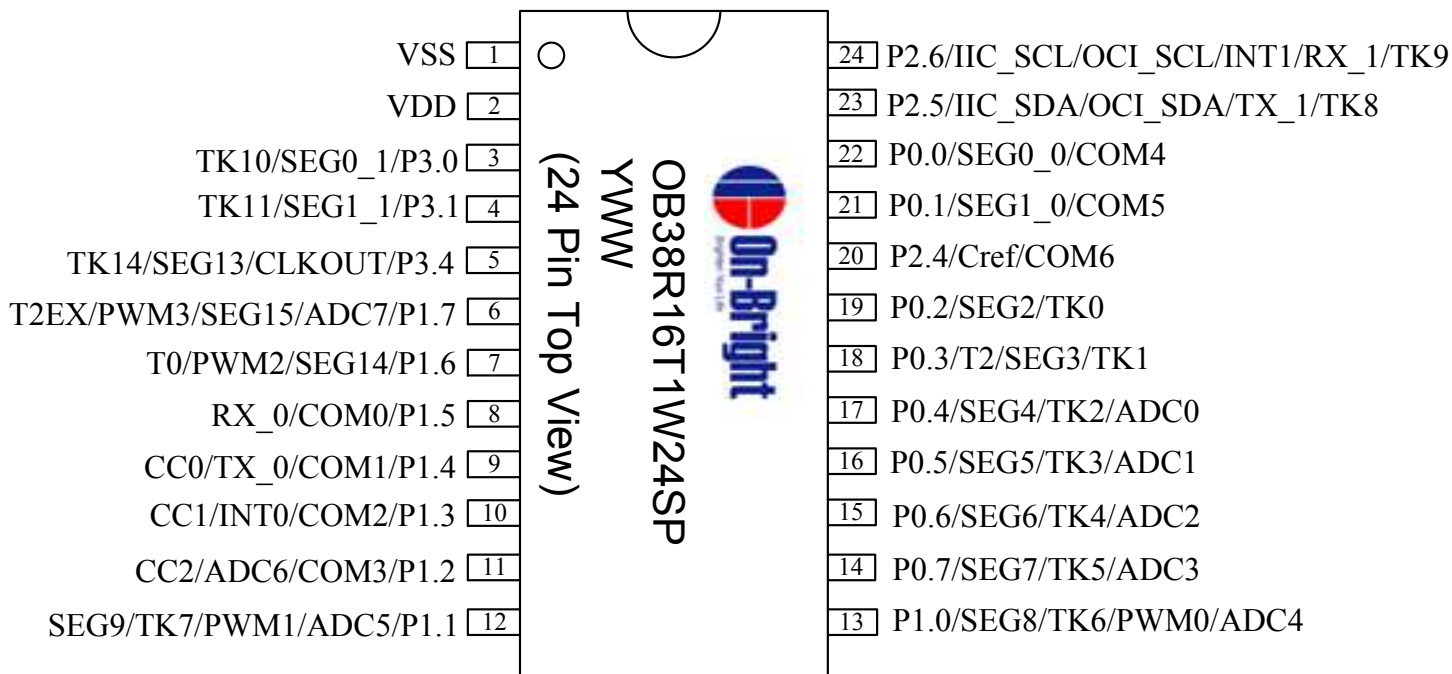 VSS 1
VDD 2
TK10/SEG0_1/P3.0 3
TK11/SEG1_1/P3.1 4
TK14/SEG13/CLKOUT/P3.4 5
T2EX/PWM3/SEG15/ADC7/P1.7 6
T0/PWM2/SEG14/P1.6 7
RX_0/COM0/P1.5 8
CC0/TX_0/COM1/P1.4 9
CC1/INT0/COM2/P1.3 10
CC2/ADC6/COM3/P1.2 11
SEG9/TK7/PWM1/ADC5/P1.1 12
On-Bright
Brighter Your Life
OB38R16T1W24SP
YWW
(24 Pin Top View)
24 P2.6/IIC_SCL/OCI_SCL/INT1/RX_1/TK9
23 P2.5/IIC_SDA/OCI_SDA/TX_1/TK8
22 P0.0/SEG0_0/COM4
21 P0.1/SEG1_0/COM5
20 P2.4/Cref/COM6
19 P0.2/SEG2/TK0
18 P0.3/T2/SEG3/TK1
17 P0.4/SEG4/TK2/ADC0
16 P0.5/SEG5/TK3/ADC1
15 P0.6/SEG6/TK4/ADC2
14 P0.7/SEG7/TK5/ADC3
13 P1.0/SEG8/TK6/PWM0/ADC4